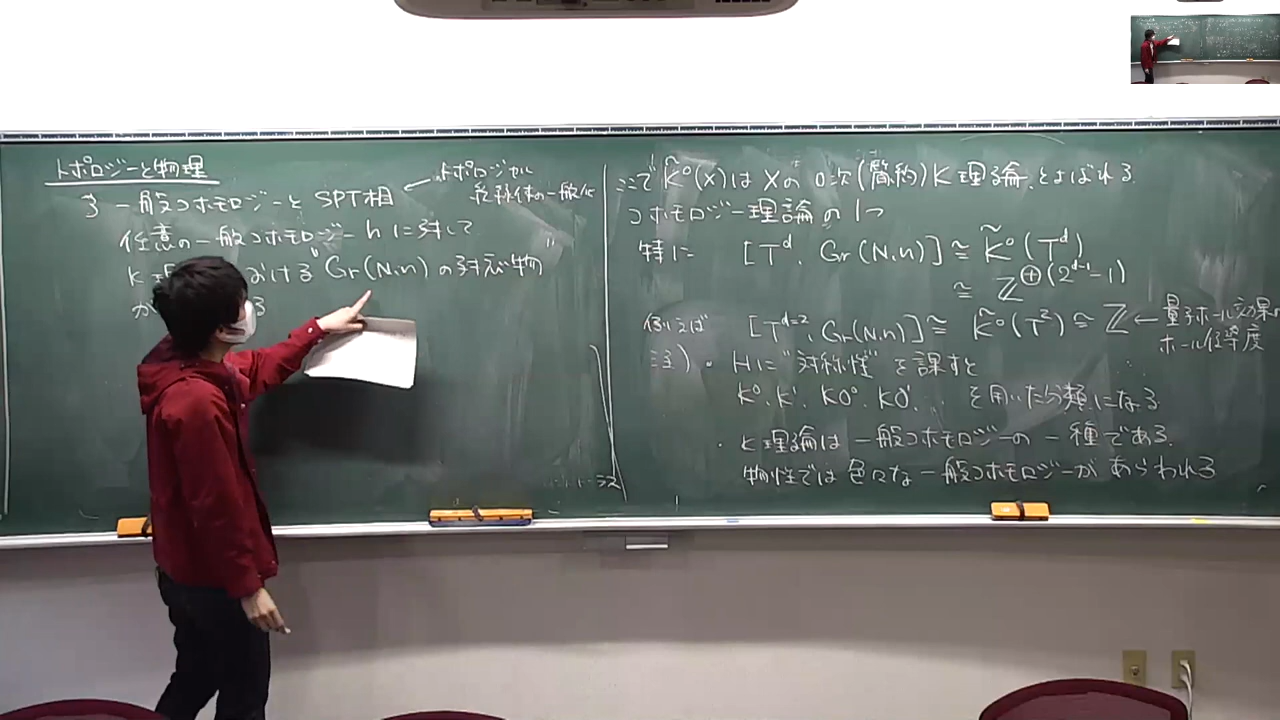 トポロジーと物理
§ 一般コホモロジーと SPT相 ← トポロジカル
絶縁体の一般化
任意の一般コホモロジー h に対して
K理 おける "Gr(N,n) の対応物"
が る
ここで K̃⁰(X)は Xの 0次(簡約) K理論 とよばれる
コホモロジー理論の1つ
特に [T^d, Gr(N,n)] ≅ K̃⁰(T^d)
≅ ℤ^{⊕(2^{d-1}-1)}
例えば [T^{d=2}, Gr(N,n)] ≅ K̃⁰(T²) ≅ ℤ ← 量子ホール効果の
ホール伝導度
注) ・ Hに "対称性" を課すと
K⁰, K¹, KO⁰, KO¹, … を用いた分類になる
・ K理論は 一般コホモロジーの 一種である.
物性では 色々な 一般コホモロジーが あらわれる